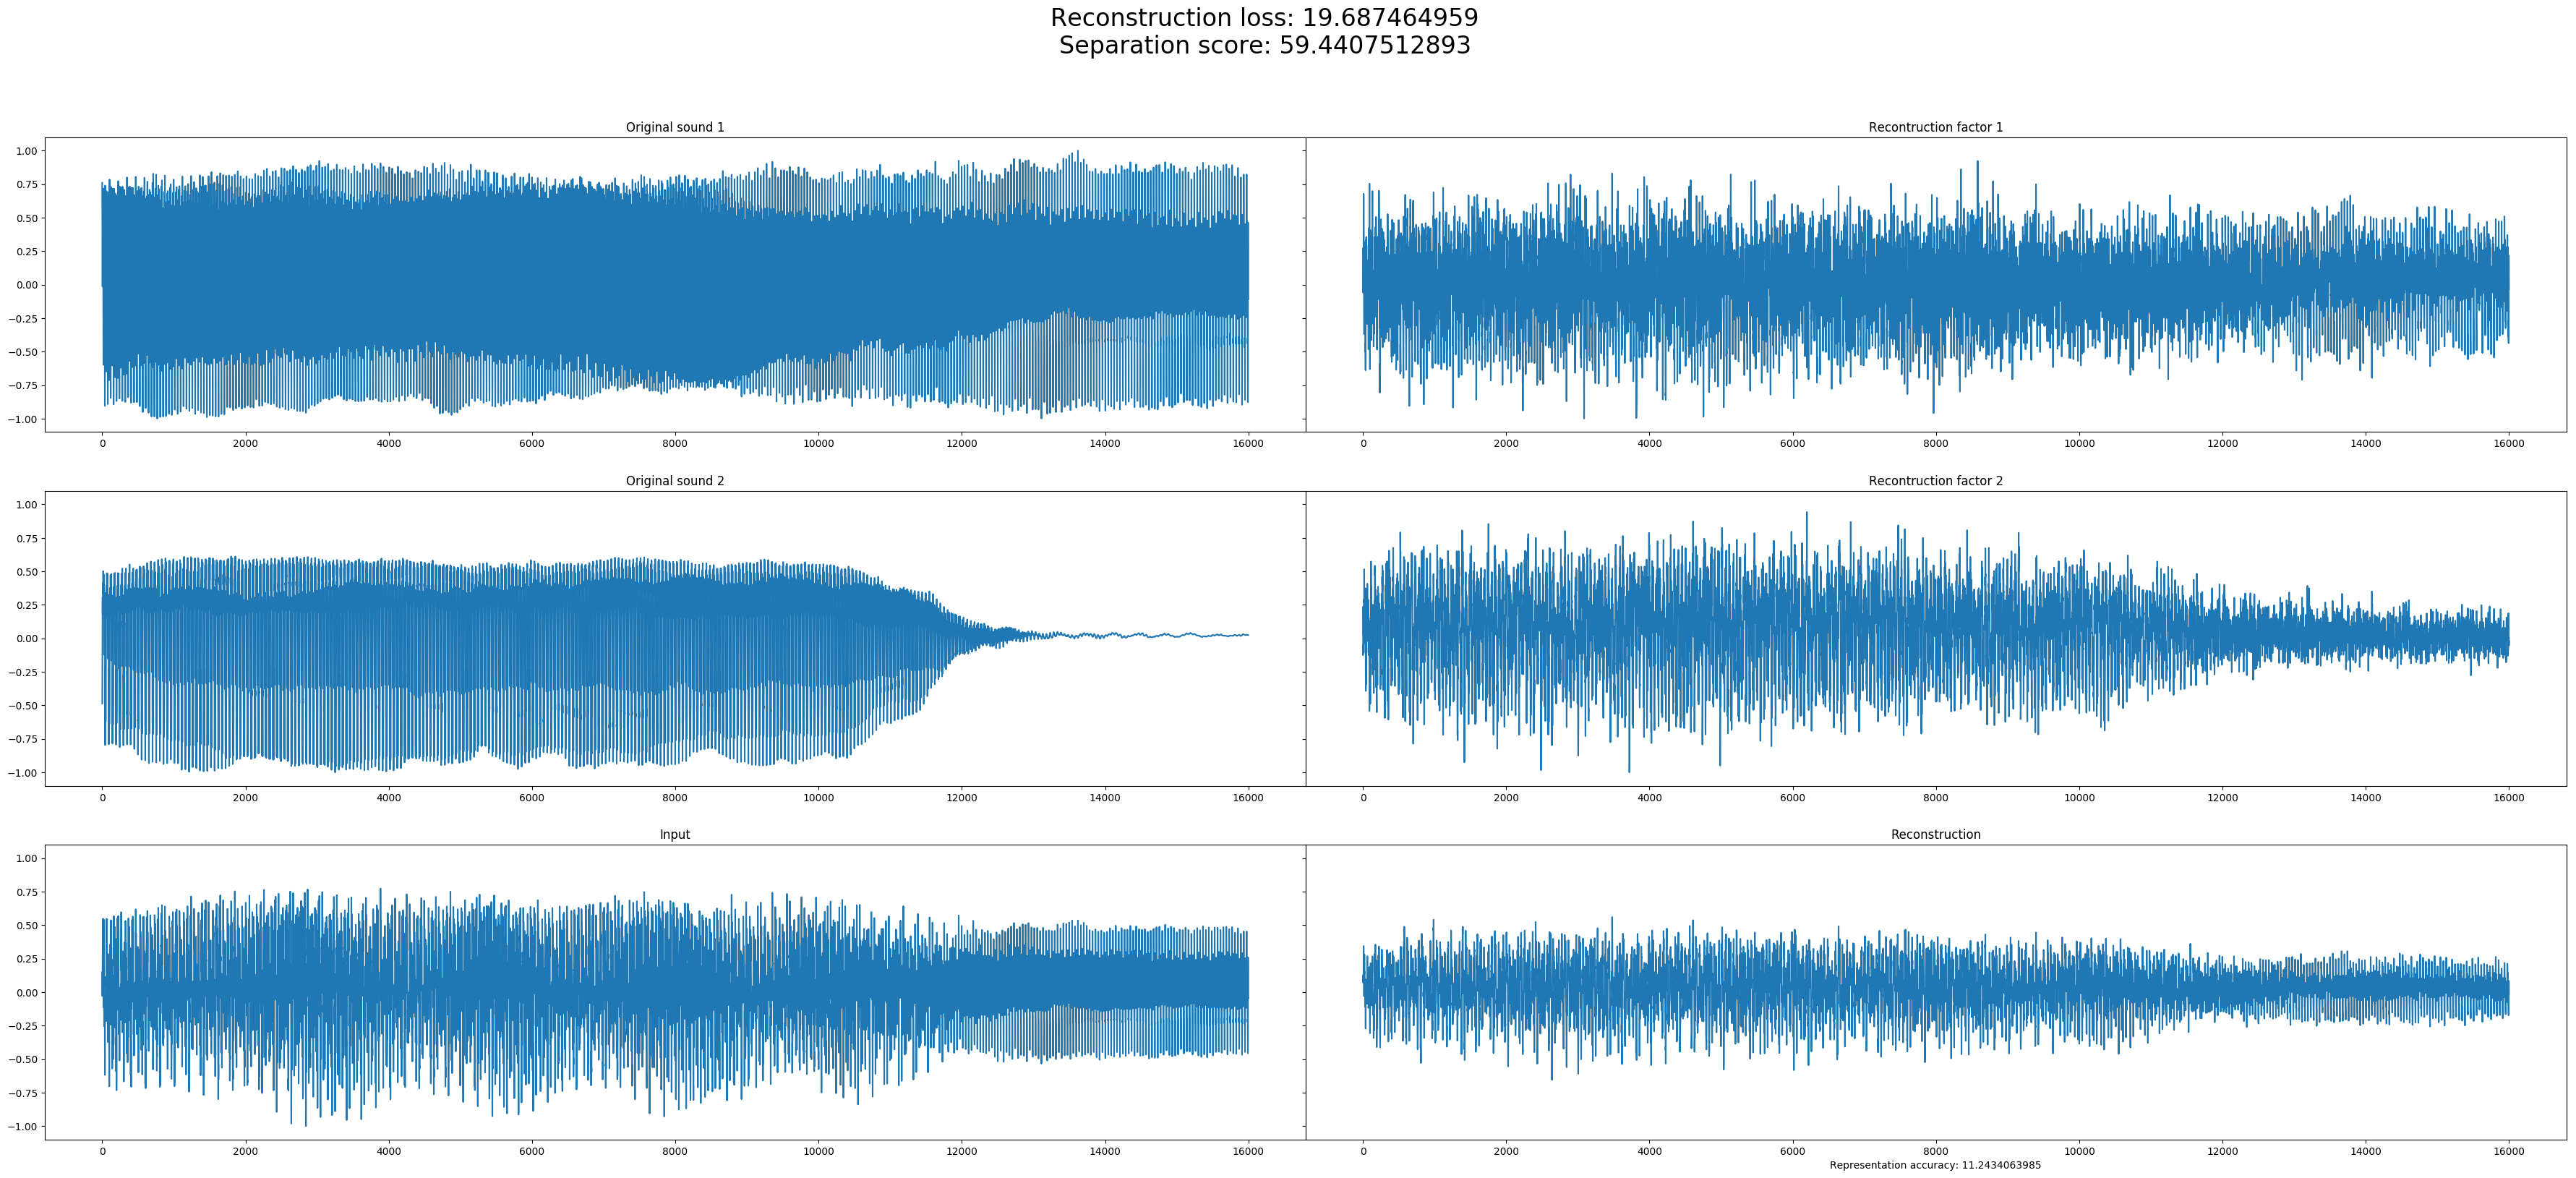 Reconstruction loss: 19.687464959
Separation score: 59.4407512893
Original sound 1
Recontruction factor 1
1.00
0.75
0.50
0.25
0.00
−0.25
−0.50
−0.75
−1.00
0 2000 4000 6000 8000 10000 12000 14000 16000
0 2000 4000 6000 8000 10000 12000 14000 16000
Original sound 2
Recontruction factor 2
1.00
0.75
0.50
0.25
0.00
−0.25
−0.50
−0.75
−1.00
0 2000 4000 6000 8000 10000 12000 14000 16000
0 2000 4000 6000 8000 10000 12000 14000 16000
Input
Reconstruction
1.00
0.75
0.50
0.25
0.00
−0.25
−0.50
−0.75
−1.00
0 2000 4000 6000 8000 10000 12000 14000 16000
0 2000 4000 6000 8000 10000 12000 14000 16000
Representation accuracy: 11.2434063985